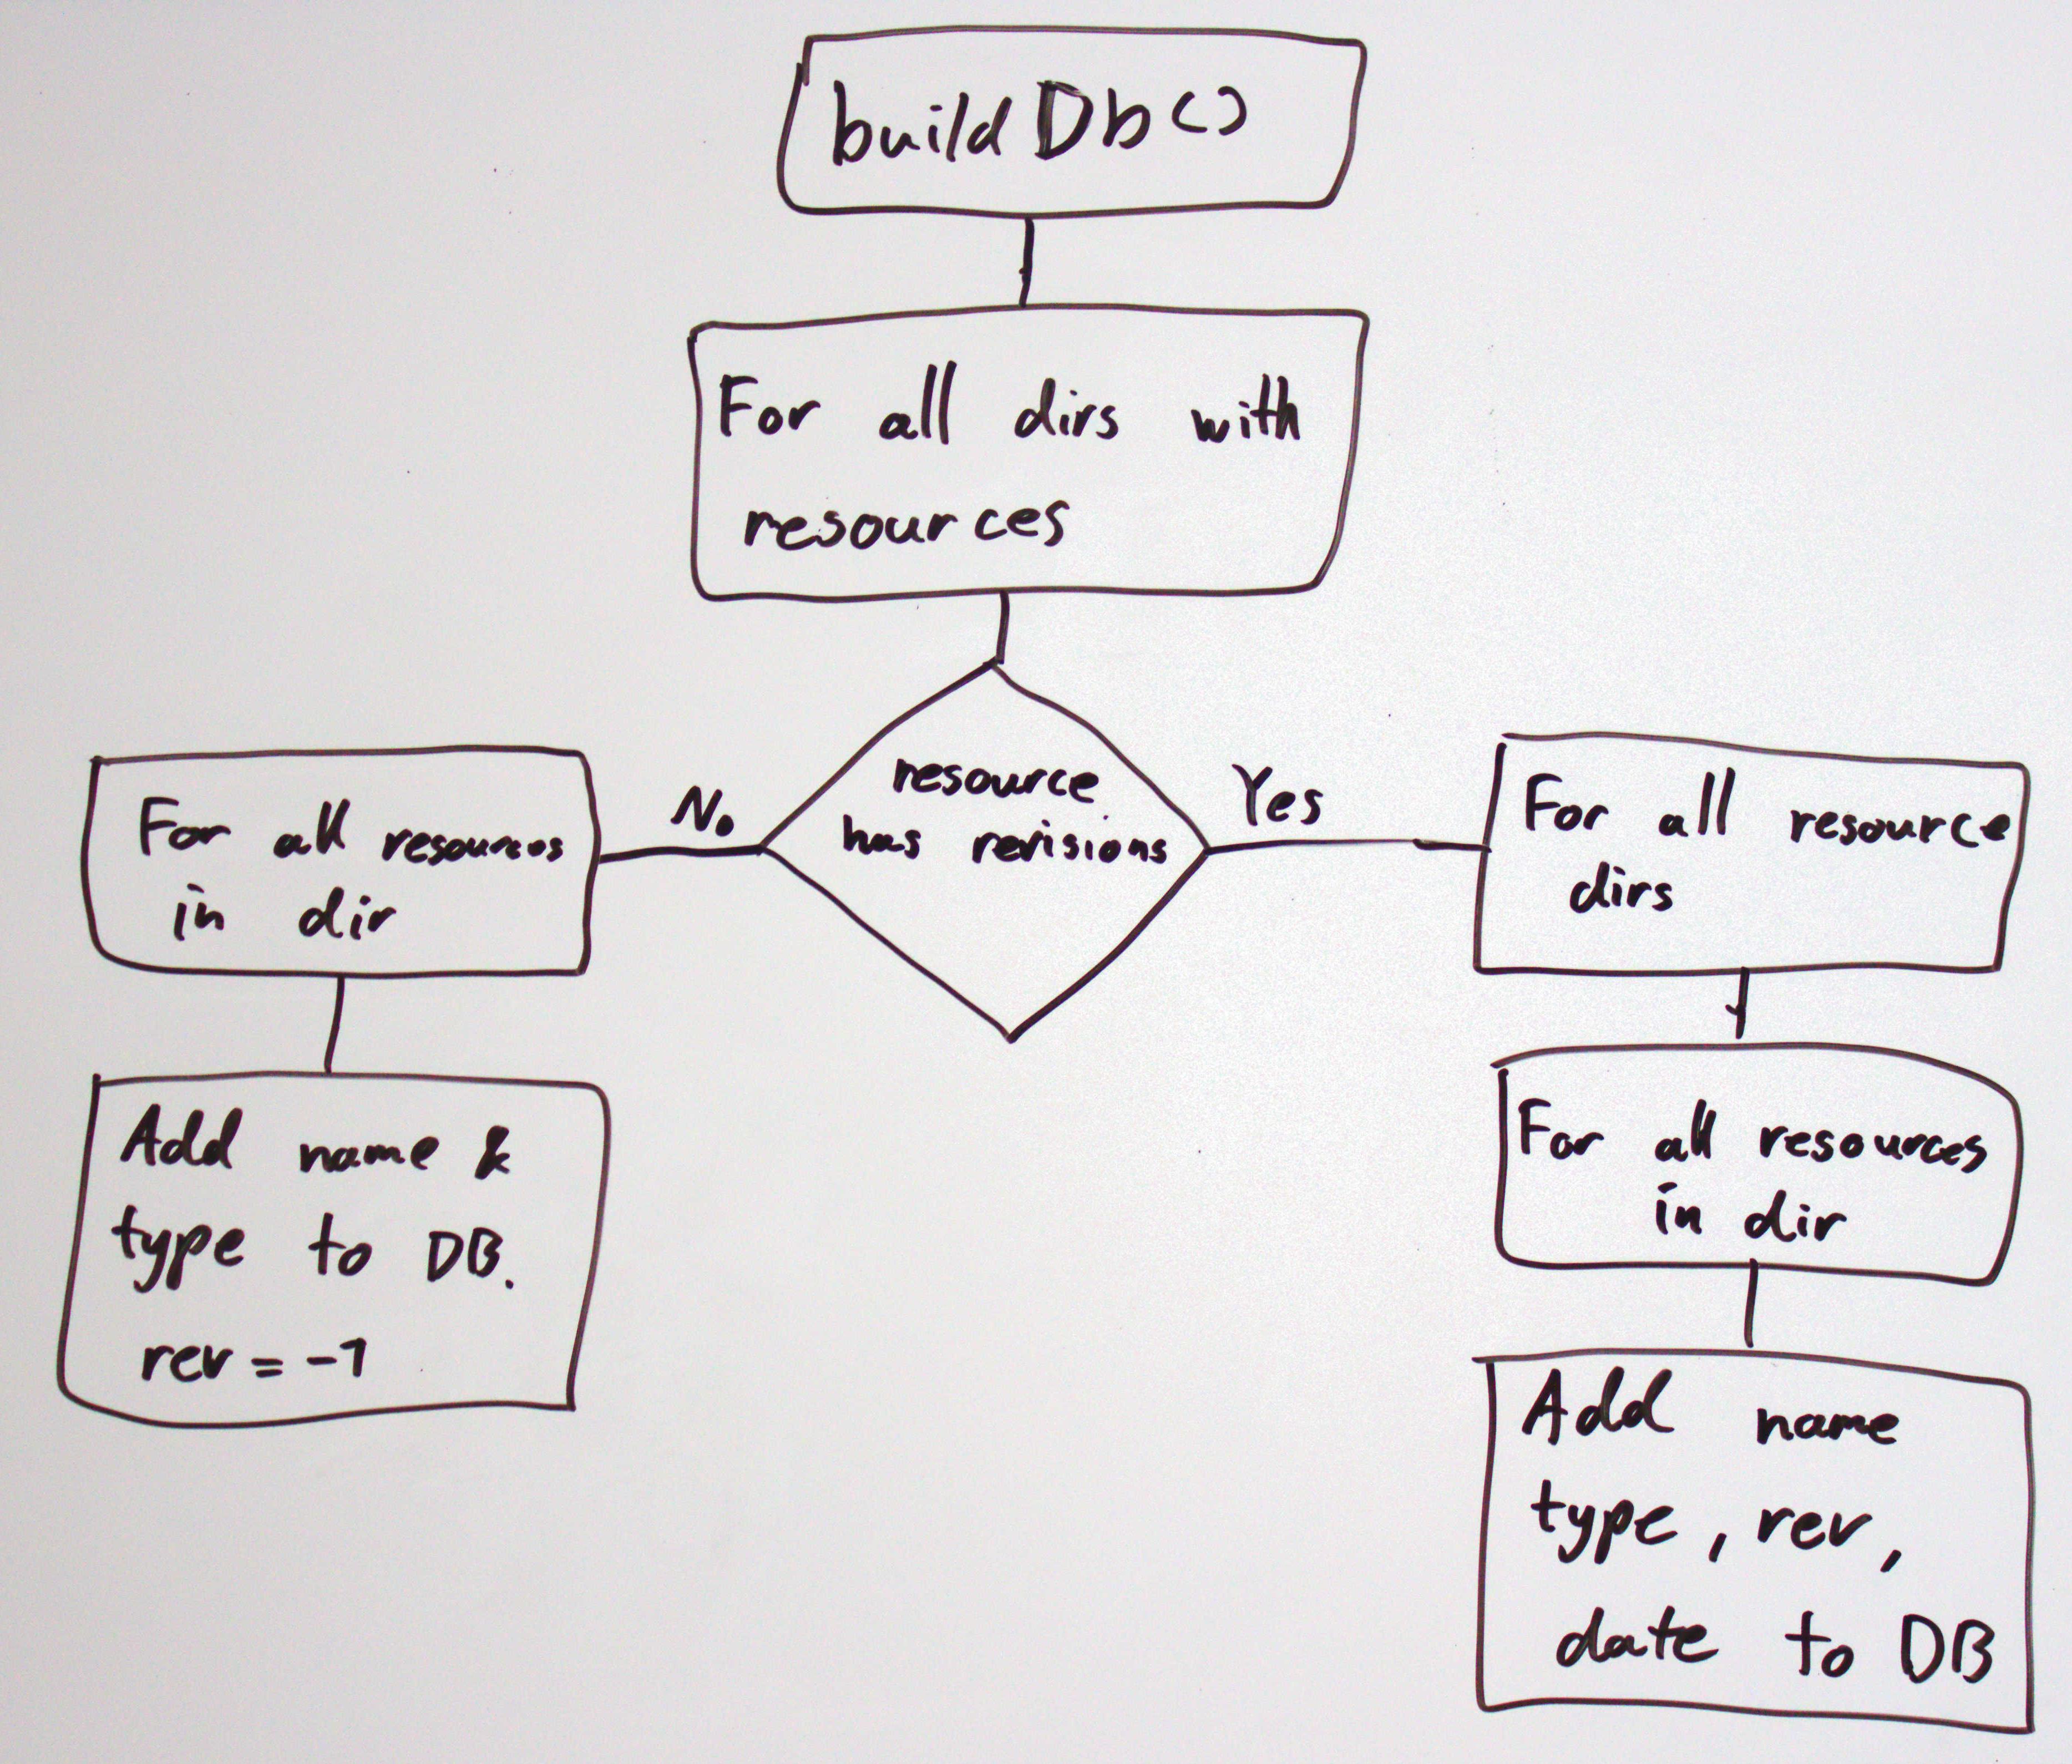 buildDb()
For all dirs with
resources
resource
has revisions
No
Yes
For all resources
in dir
Add name &
type to DB.
rev = -1
For all resource
dirs
For all resources
in dir
Add name
type, rev,
date to DB